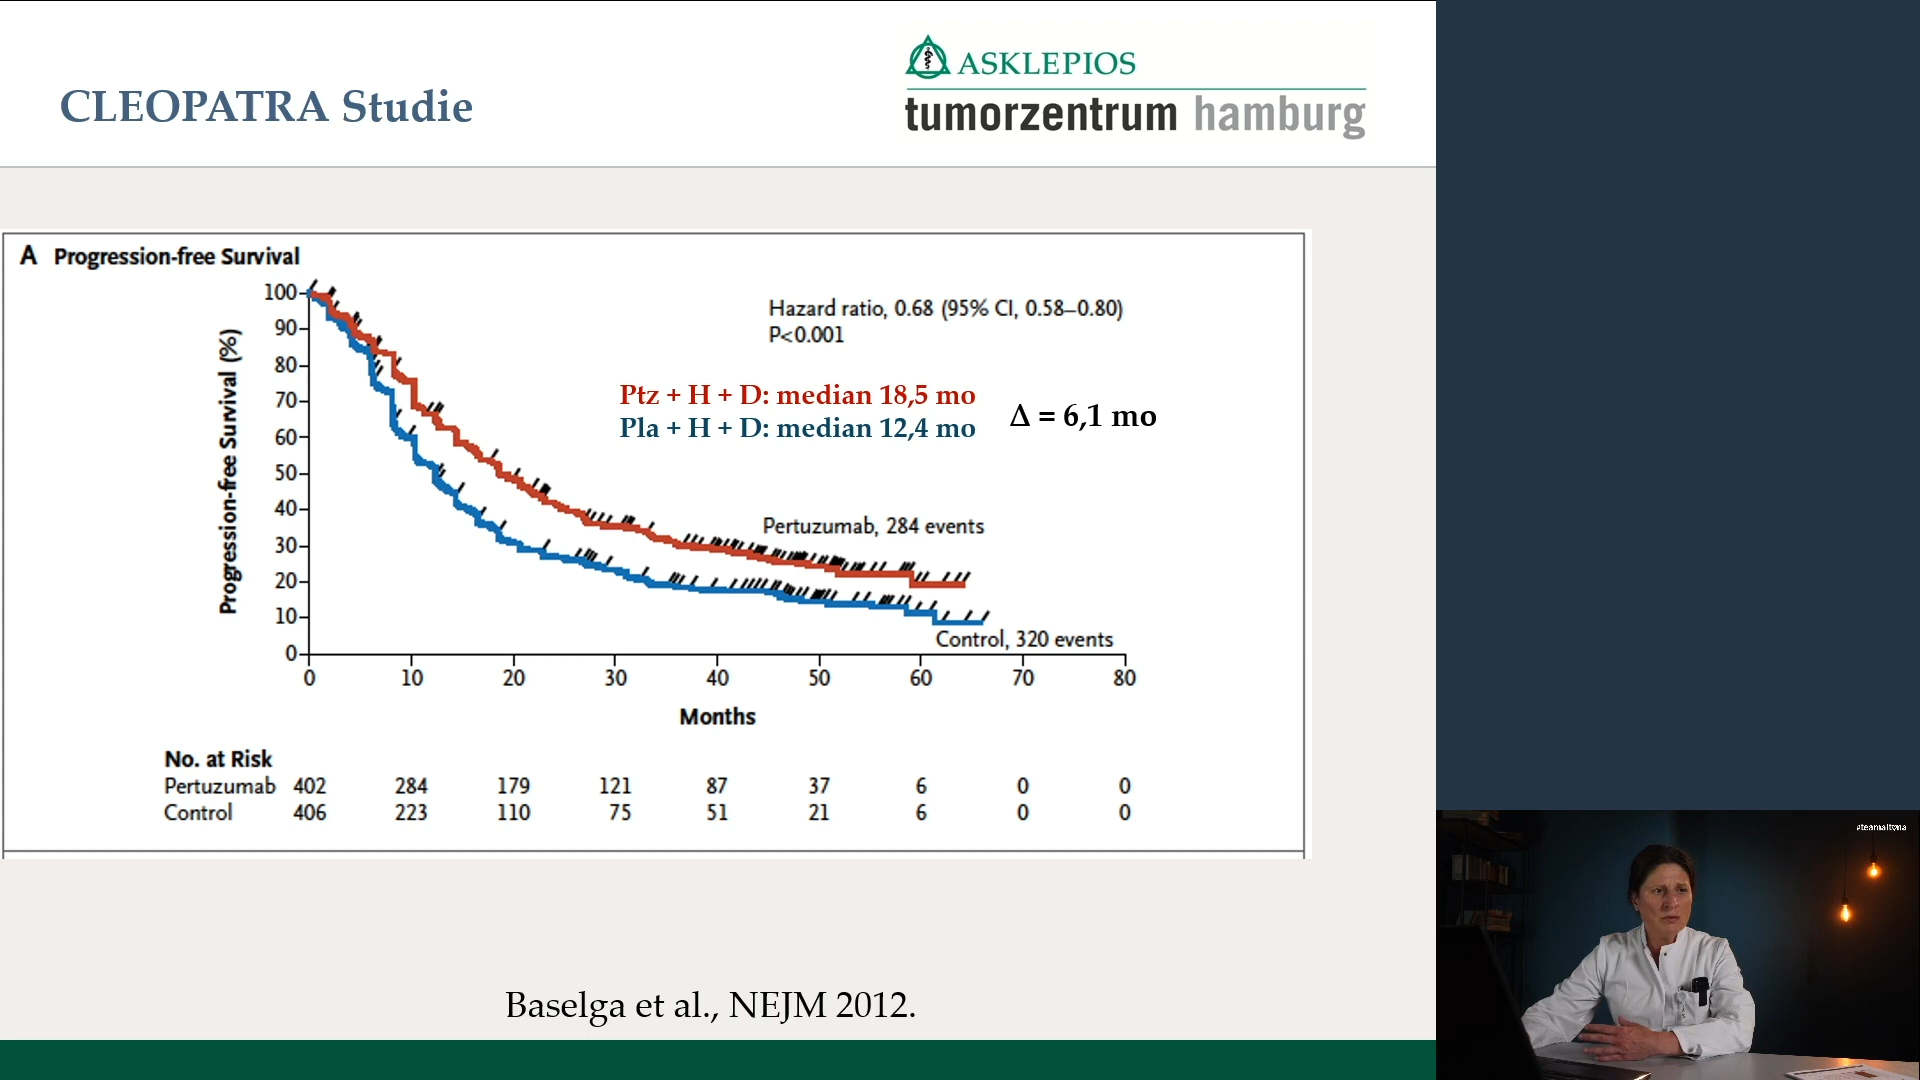 ASKLEPIOS
CLEOPATRA Studie
tumorzentrum hamburg
A Progression-free Survival
Progression-free Survival (%)
100
90
80
70
60
50
40
30
20
10
0
Hazard ratio, 0.68 (95% CI, 0.58–0.80)
P<0.001
Ptz + H + D: median 18,5 mo
Pla + H + D: median 12,4 mo
Δ = 6,1 mo
Pertuzumab, 284 events
Control, 320 events
0 10 20 30 40 50 60 70 80
Months
No. at Risk
Pertuzumab 402 284 179 121 87 37 6 0 0
Control 406 223 110 75 51 21 6 0 0
Baselga et al., NEJM 2012.
#teamaltona